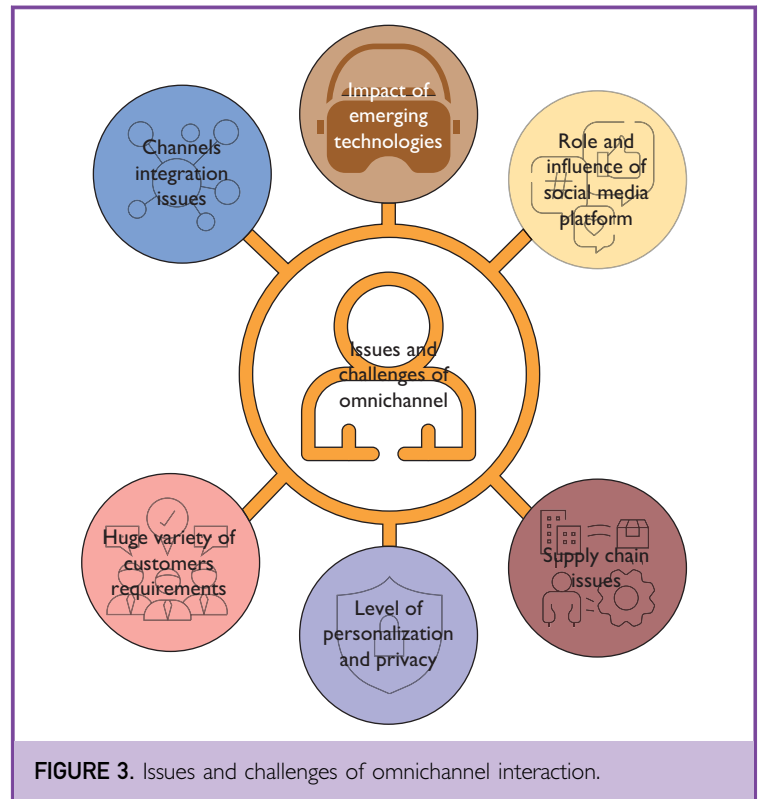 Impact of
emerging
technologies
Channels
integration
issues
Role and
influence of
social media
platform
#
Issues and
challenges of
omnichannel
Huge variety of
customers
requirements
Level of
personalization
and privacy
Supply chain
issues
FIGURE 3. Issues and challenges of omnichannel interaction.